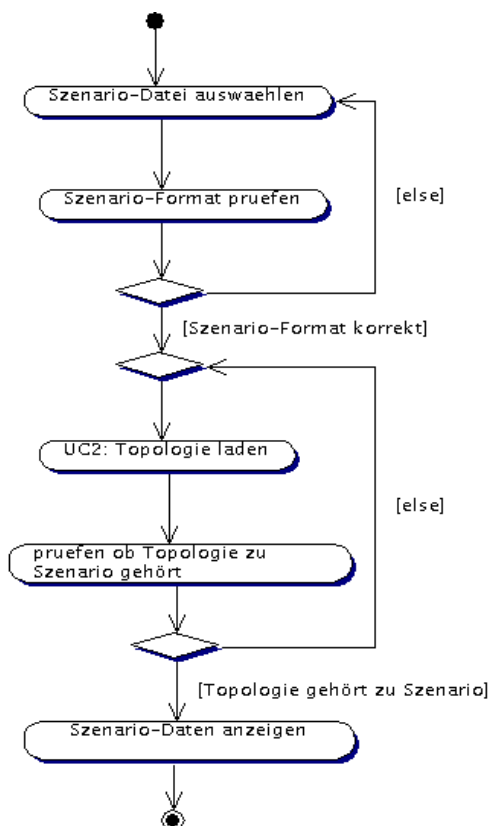 Szenario-Datei auswaehlen
Szenario-Format pruefen
[else]
[Szenario-Format korrekt]
UC2: Topologie laden
[else]
pruefen ob Topologie zu
Szenario gehört
[Topologie gehört zu Szenario]
Szenario-Daten anzeigen